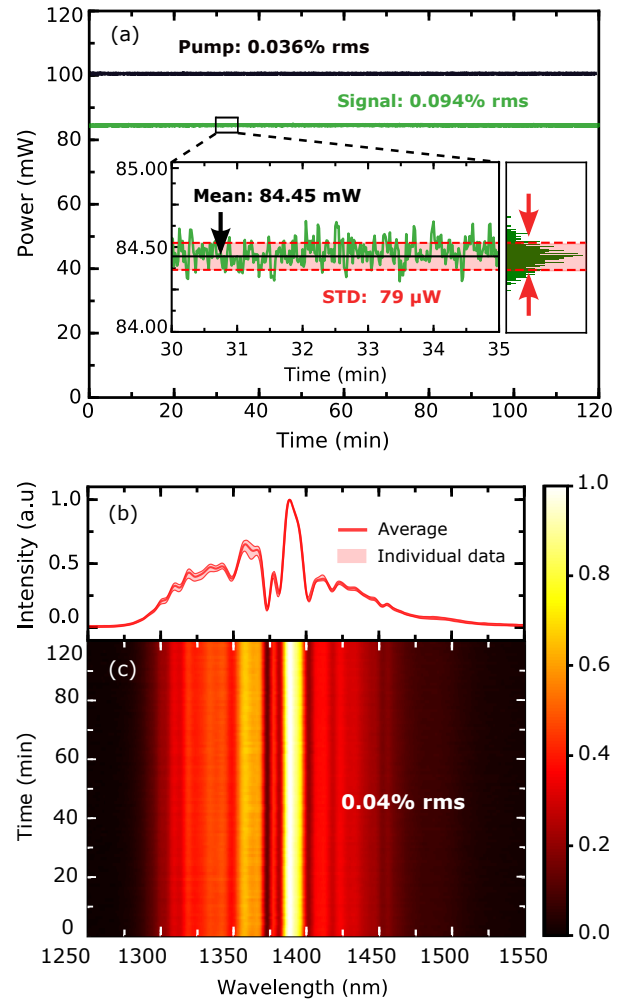 120
100
80
60
40
20
0
Power (mW)
(a)
Pump: 0.036% rms
Signal: 0.094% rms
85.00
84.50
84.00
Mean: 84.45 mW
STD: 79 µW
30 31 32 33 34 35
Time (min)
0 20 40 60 80 100 120
Time (min)
(b)
1.0
0.5
0.0
Intensity (a.u)
Average
Individual data
(c)
120
100
80
60
40
20
0
Time (min)
0.04% rms
1250 1300 1350 1400 1450 1500 1550
Wavelength (nm)
1.0
0.8
0.6
0.4
0.2
0.0